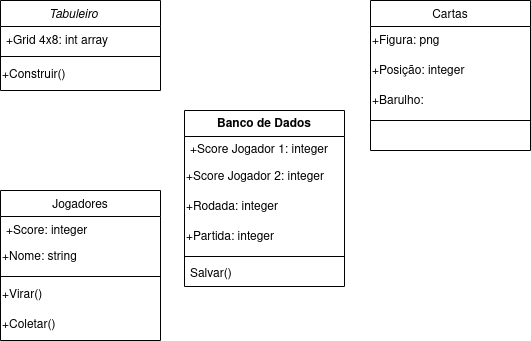 Tabuleiro
+Grid 4x8: int array
+Construir()
Cartas
+Figura: png
+Posição: integer
+Barulho:
Banco de Dados
+Score Jogador 1: integer
+Score Jogador 2: integer
+Rodada: integer
+Partida: integer
Salvar()
Jogadores
+Score: integer
+Nome: string
+Virar()
+Coletar()